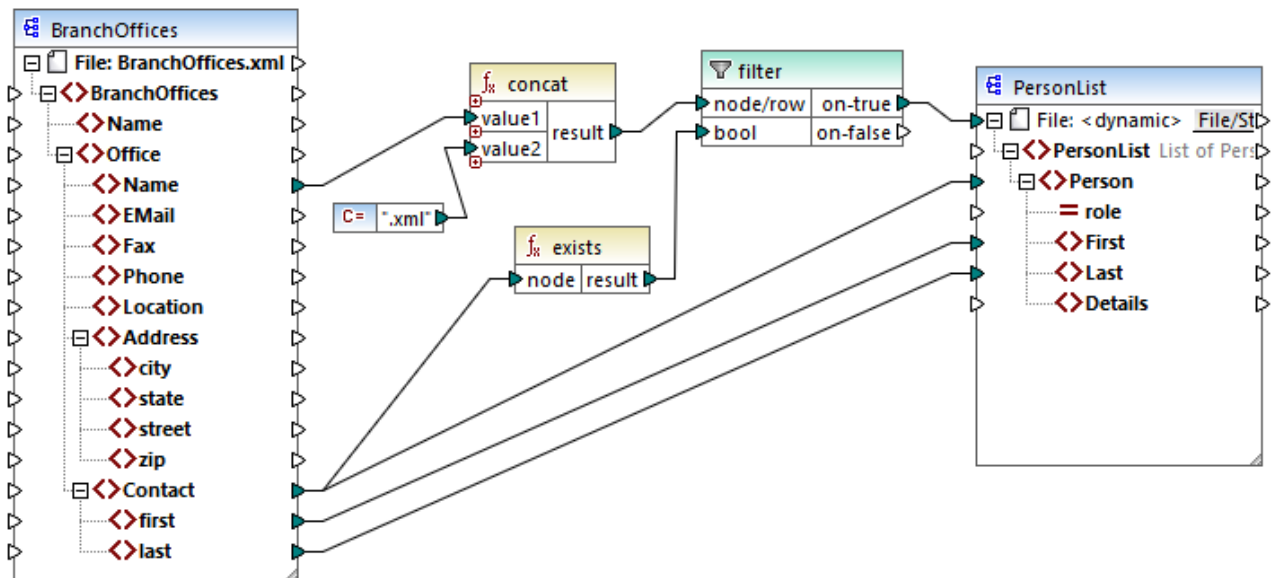 BranchOffices
File: BranchOffices.xml
BranchOffices
Name
Office
Name
EMail
Fax
Phone
Location
Address
city
state
street
zip
Contact
first
last
C= ".xml"
fx concat
value1
value2
result
fx exists
node result
filter
node/row on-true
bool on-false
PersonList
File: <dynamic> File/St
PersonList List of Pers
Person
role
First
Last
Details